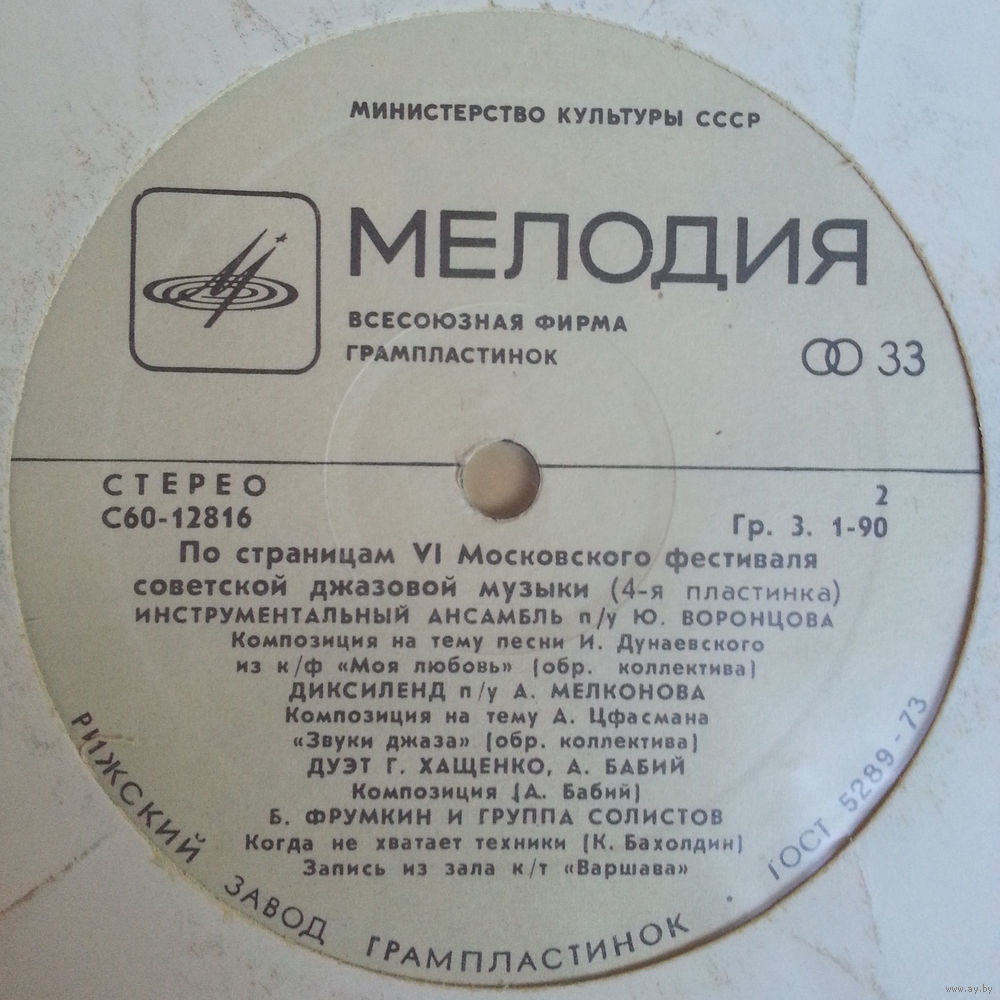 МИНИСТЕРСТВО КУЛЬТУРЫ СССР
МЕЛОДИЯ
ВСЕСОЮЗНАЯ ФИРМА
ГРАМПЛАСТИНОК
33
СТЕРЕО
2
С60-12816
Гр. 3. 1-90
По страницам VI Московского фестиваля
советской джазовой музыки (4-я пластинка)
ИНСТРУМЕНТАЛЬНЫЙ АНСАМБЛЬ п/у Ю. ВОРОНЦОВА
Композиция на тему песни И. Дунаевского
из к/ф «Моя любовь» (обр. коллектива)
ДИКСИЛЕНД п/у А. МЕЛКОНОВА
Композиция на тему А. Цфасмана
«Звуки джаза» (обр. коллектива)
ДУЭТ Г. ХАЩЕНКО, А. БАБИЙ
Композиция (А. Бабий)
Б. ФРУМКИН И ГРУППА СОЛИСТОВ
Когда не хватает техники (К. Бахолдин)
Запись из зала к/т «Варшава»
РИЖСКИЙ ЗАВОД ГРАМПЛАСТИНОК · ГОСТ 5289-73
www.ay.by